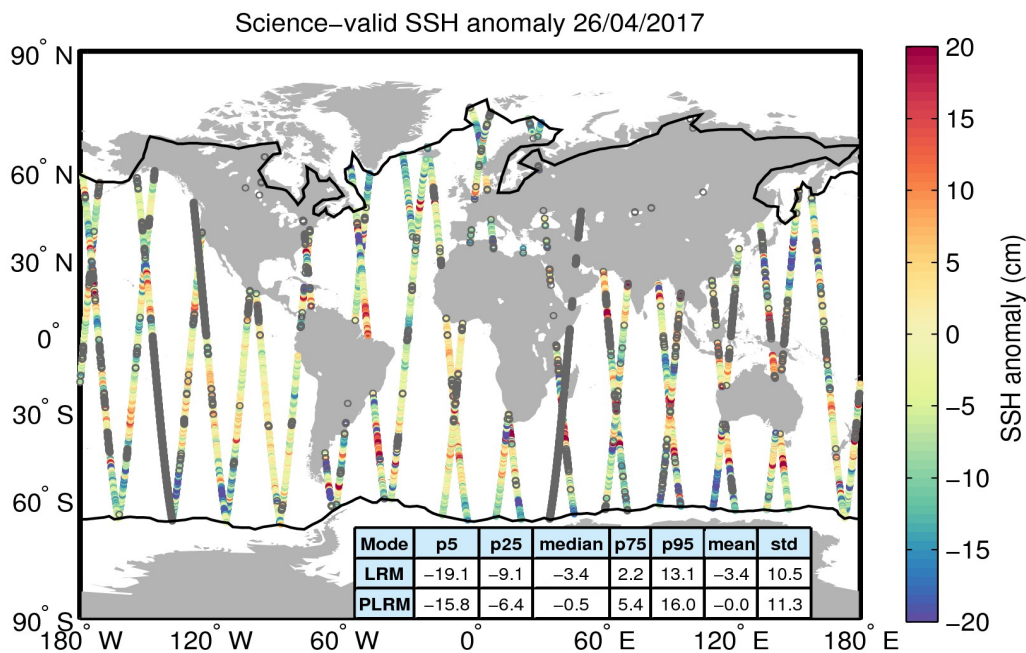 Science−valid SSH anomaly 26/04/2017
90° N
60° N
30° N
0°
30° S
60° S
90° S
180° W
120° W
60° W
0°
60° E
120° E
180° E
Mode p5 p25 median p75 p95 mean std
LRM −19.1 −9.1 −3.4 2.2 13.1 −3.4 10.5
PLRM −15.8 −6.4 −0.5 5.4 16.0 −0.0 11.3
20
15
10
5
0
−5
−10
−15
−20
SSH anomaly (cm)